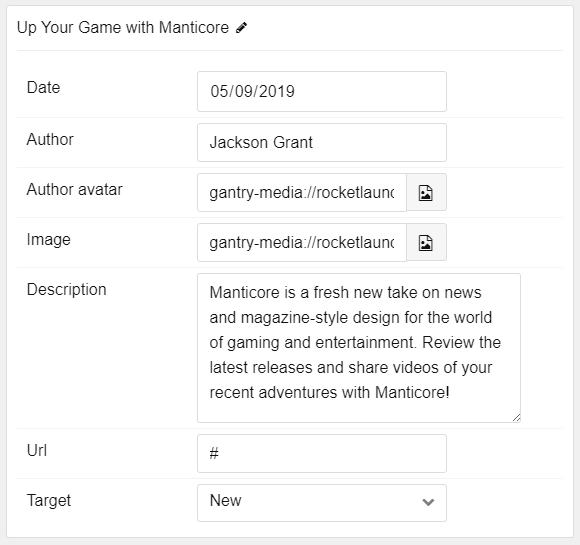 Up Your Game with Manticore
Date
05/09/2019
Author
Jackson Grant
Author avatar
gantry-media://rocketlaunc
Image
gantry-media://rocketlaunc
Description
Manticore is a fresh new take on news
and magazine-style design for the world
of gaming and entertainment. Review the
latest releases and share videos of your
recent adventures with Manticore!
Url
#
Target
New